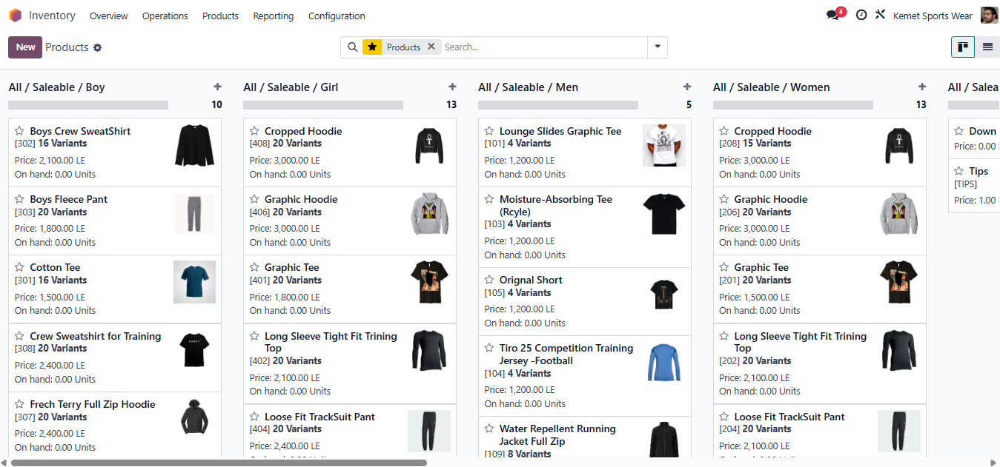 Inventory Overview Operations Products Reporting Configuration 4 Kemet Sports Wear
New Products Products Search...
All / Saleable / Boy
10
Boys Crew SweatShirt
[302] 16 Variants
Price: 2,100.00 LE
On hand: 0.00 Units
Boys Fleece Pant
[303] 20 Variants
Price: 1,800.00 LE
On hand: 0.00 Units
Cotton Tee
[301] 16 Variants
Price: 1,500.00 LE
On hand: 0.00 Units
Crew Sweatshirt for Training
[308] 20 Variants
Price: 2,400.00 LE
On hand: 0.00 Units
Frech Terry Full Zip Hoodie
[307] 20 Variants
Price: 2,400.00 LE
On hand: 0.00 Units
All / Saleable / Girl
13
Cropped Hoodie
[408] 20 Variants
Price: 3,000.00 LE
On hand: 0.00 Units
Graphic Hoodie
[406] 20 Variants
Price: 3,000.00 LE
On hand: 0.00 Units
Graphic Tee
[401] 20 Variants
Price: 1,800.00 LE
On hand: 0.00 Units
Long Sleeve Tight Fit Trining
Top
[402] 20 Variants
Price: 2,100.00 LE
On hand: 0.00 Units
Loose Fit TrackSuit Pant
[404] 20 Variants
Price: 2,400.00 LE
All / Saleable / Men
5
Lounge Slides Graphic Tee
[101] 4 Variants
Price: 1,200.00 LE
On hand: 0.00 Units
Moisture-Absorbing Tee
(Rcyle)
[103] 4 Variants
Price: 1,200.00 LE
On hand: 0.00 Units
Orignal Short
[105] 4 Variants
Price: 1,200.00 LE
On hand: 0.00 Units
Tiro 25 Competition Training
Jersey -Football
[104] 4 Variants
Price: 1,200.00 LE
On hand: 0.00 Units
Water Repellent Running
Jacket Full Zip
[109] 8 Variants
All / Saleable / Women
13
Cropped Hoodie
[208] 15 Variants
Price: 3,000.00 LE
On hand: 0.00 Units
Graphic Hoodie
[206] 20 Variants
Price: 3,000.00 LE
On hand: 0.00 Units
Graphic Tee
[201] 20 Variants
Price: 1,500.00 LE
On hand: 0.00 Units
Long Sleeve Tight Fit Trining
Top
[202] 20 Variants
Price: 2,100.00 LE
On hand: 0.00 Units
Loose Fit TrackSuit Pant
[204] 20 Variants
Price: 2,100.00 LE
All / Salea
Down
Price: 0.00
Tips
[TIPS]
Price: 1.00